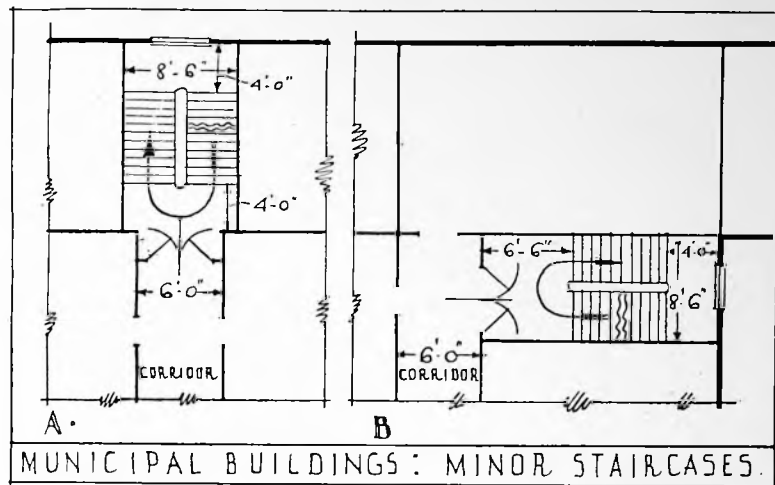 8'-6"
4'-0"
4'-0"
6'-0"
CORRIDOR
A.
6'-6"
4'-0"
8'-6"
6'-0"
CORRIDOR
B
MUNICIPAL BUILDINGS: MINOR STAIRCASES.